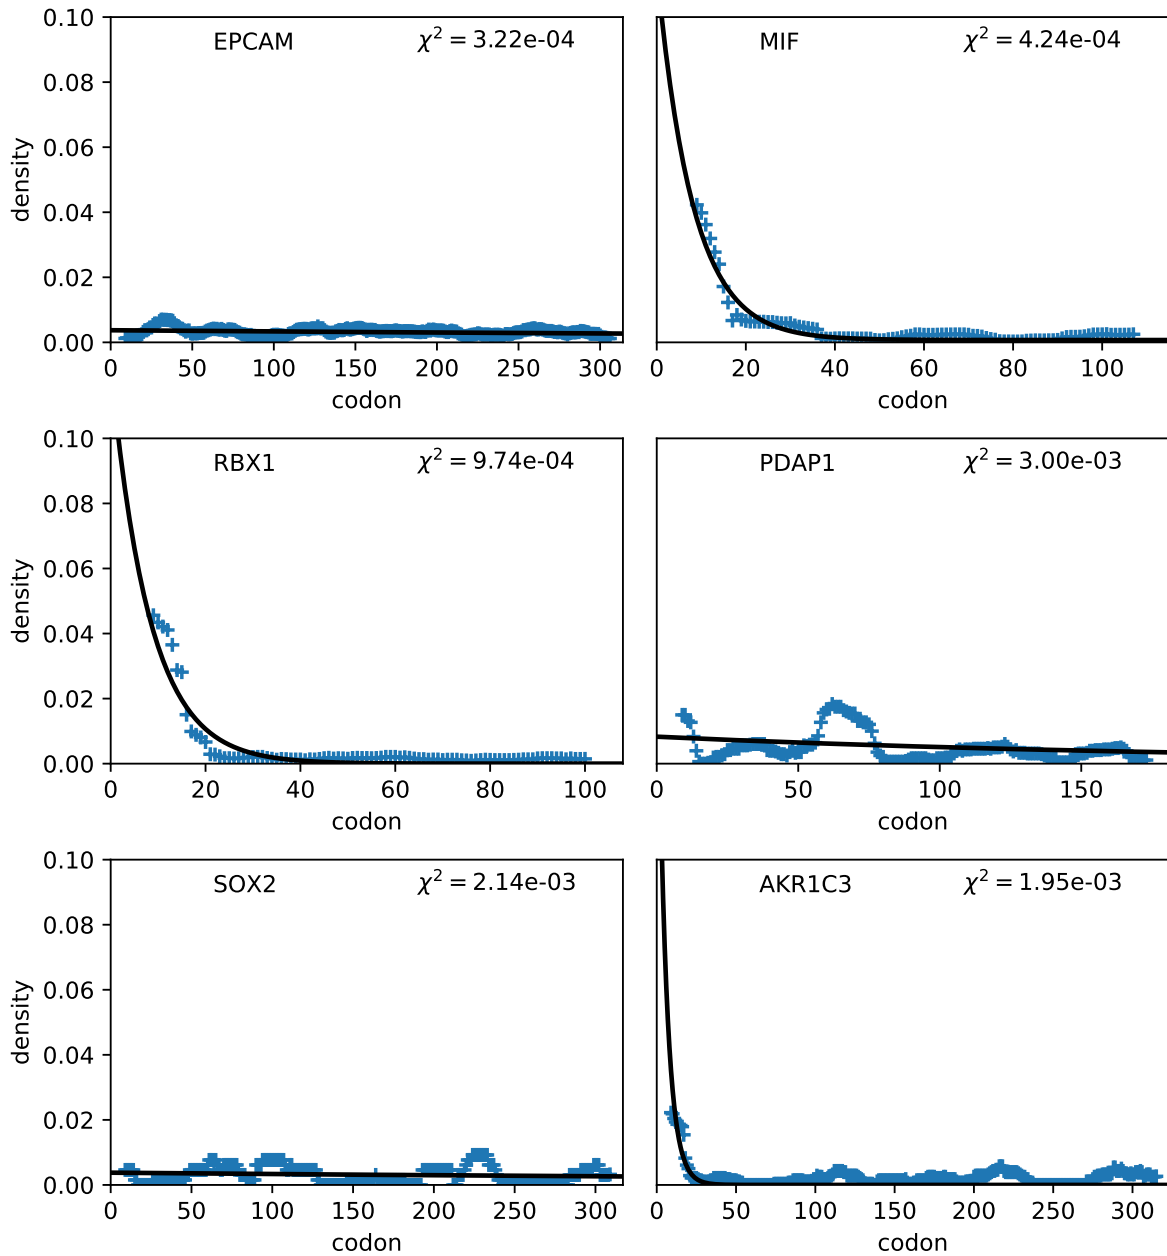 EPCAM χ² = 3.22e-04
0.10
0.08
0.06
0.04
0.02
0.00
density
0 50 100 150 200 250 300
codon
MIF χ² = 4.24e-04
0 20 40 60 80 100
codon
RBX1 χ² = 9.74e-04
0.10
0.08
0.06
0.04
0.02
0.00
density
0 20 40 60 80 100
codon
PDAP1 χ² = 3.00e-03
0 50 100 150
codon
SOX2 χ² = 2.14e-03
0.10
0.08
0.06
0.04
0.02
0.00
density
0 50 100 150 200 250 300
codon
AKR1C3 χ² = 1.95e-03
0 50 100 150 200 250 300
codon